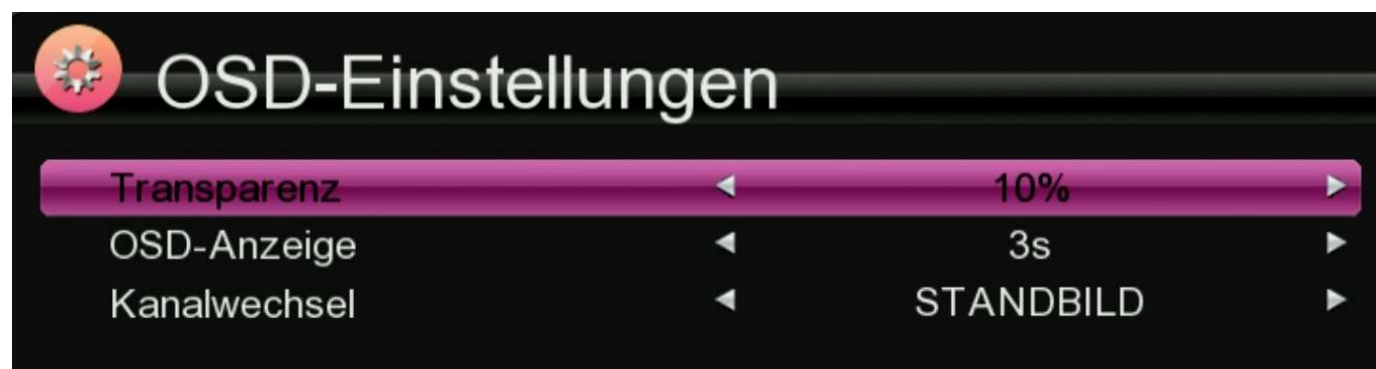 OSD-Einstellungen
Transparenz 10%
OSD-Anzeige 3s
Kanalwechsel STANDBILD